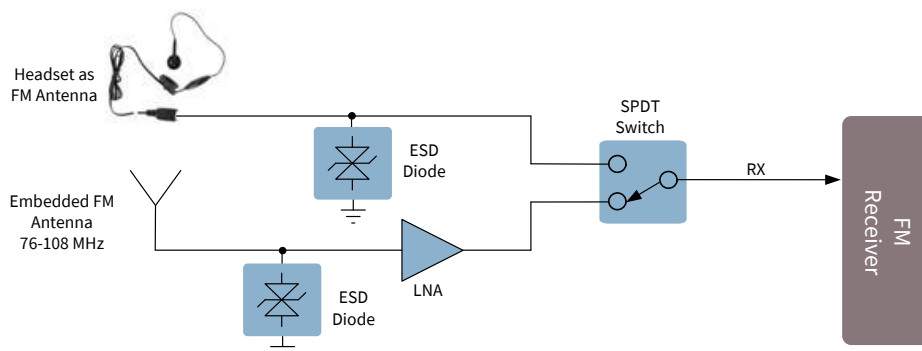 Headset as
FM Antenna
ESD
Diode
SPDT
Switch
RX
FM
Receiver
Embedded FM
Antenna
76-108 MHz
LNA
ESD
Diode